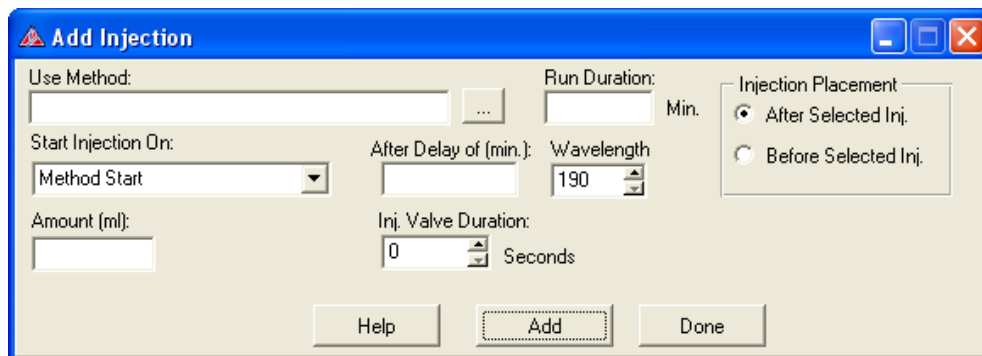 Add Injection
Use Method:
Run Duration:
...
Min.
Injection Placement
After Selected Inj.
Before Selected Inj.
Start Injection On:
After Delay of (min.):
Wavelength
Method Start
190
Amount (ml):
Inj. Valve Duration:
0
Seconds
Help
Add
Done